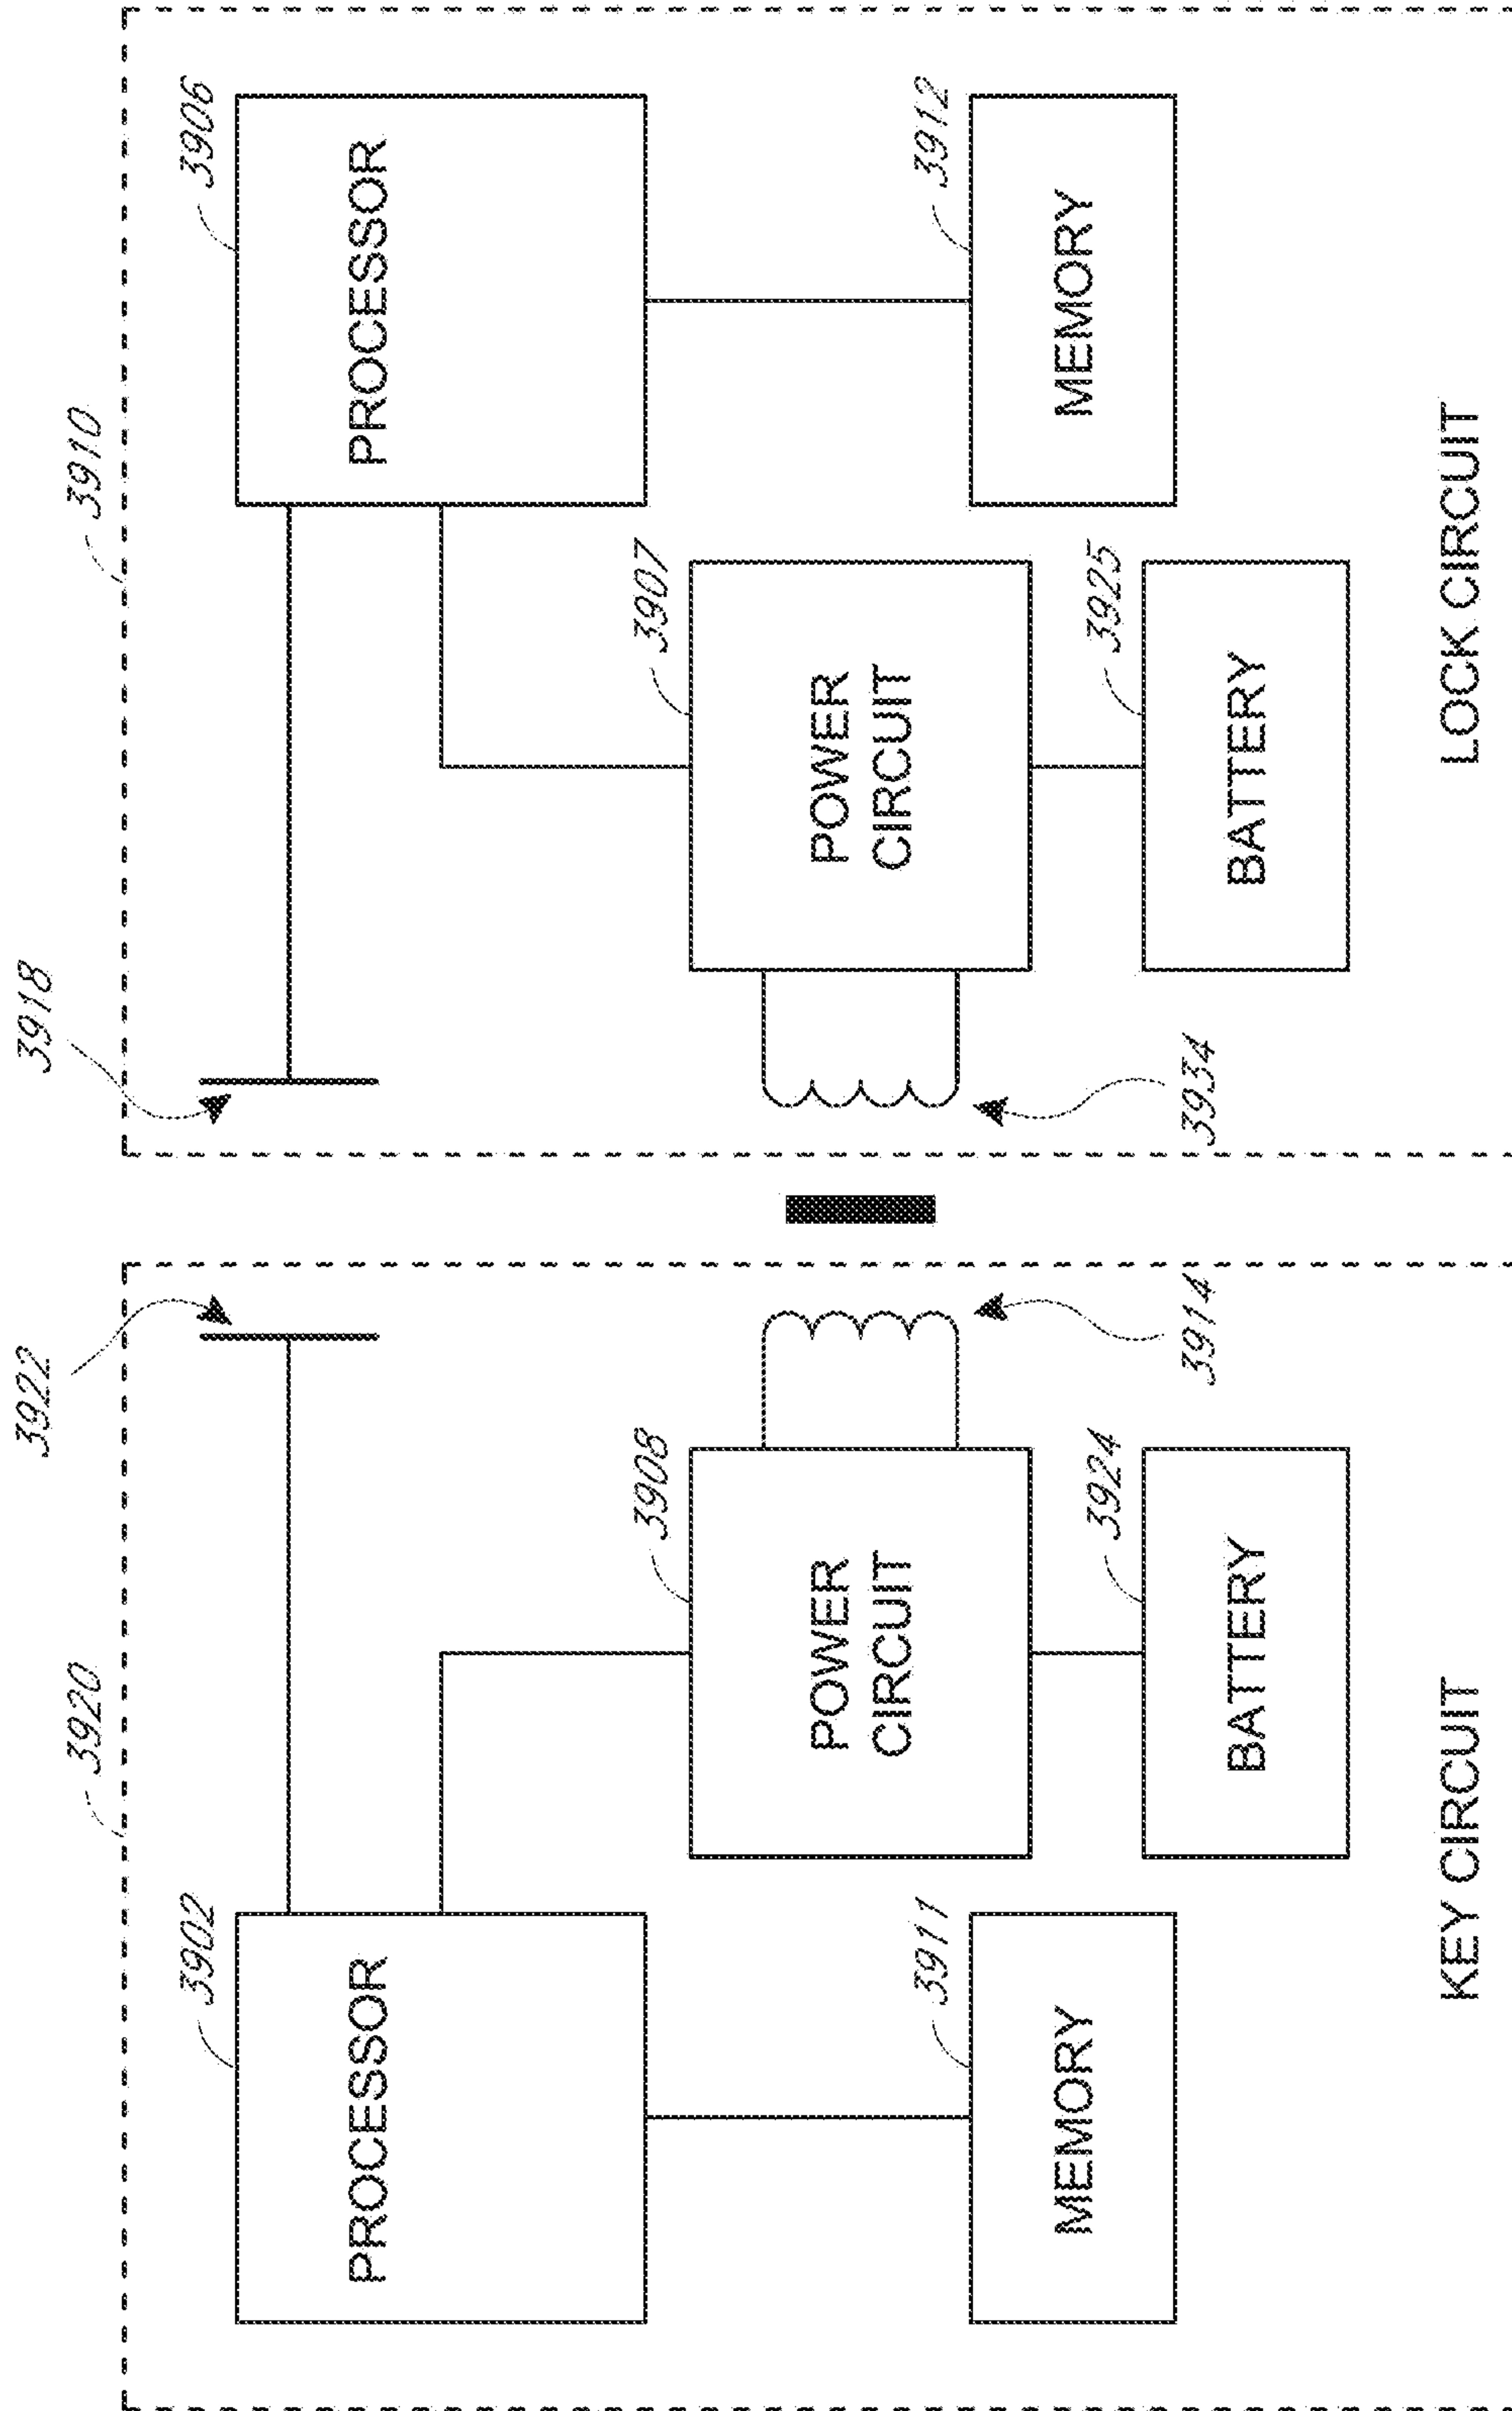 3920
3922
3918
3910
3902
PROCESSOR
3906
PROCESSOR
3908
POWER
CIRCUIT
3907
POWER
CIRCUIT
3911
MEMORY
3914
3934
3912
MEMORY
3924
BATTERY
3925
BATTERY
KEY CIRCUIT
LOCK CIRCUIT